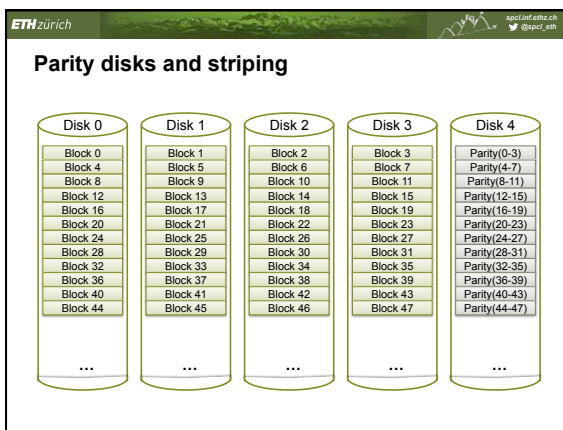 ETH zürich
spcl.inf.ethz.ch
@spcl_eth
Parity disks and striping
Disk 0 Disk 1 Disk 2 Disk 3 Disk 4
Block 0 Block 1 Block 2 Block 3 Parity(0-3)
Block 4 Block 5 Block 6 Block 7 Parity(4-7)
Block 8 Block 9 Block 10 Block 11 Parity(8-11)
Block 12 Block 13 Block 14 Block 15 Parity(12-15)
Block 16 Block 17 Block 18 Block 19 Parity(16-19)
Block 20 Block 21 Block 22 Block 23 Parity(20-23)
Block 24 Block 25 Block 26 Block 27 Parity(24-27)
Block 28 Block 29 Block 30 Block 31 Parity(28-31)
Block 32 Block 33 Block 34 Block 35 Parity(32-35)
Block 36 Block 37 Block 38 Block 39 Parity(36-39)
Block 40 Block 41 Block 42 Block 43 Parity(40-43)
Block 44 Block 45 Block 46 Block 47 Parity(44-47)
... ... ... ... ...